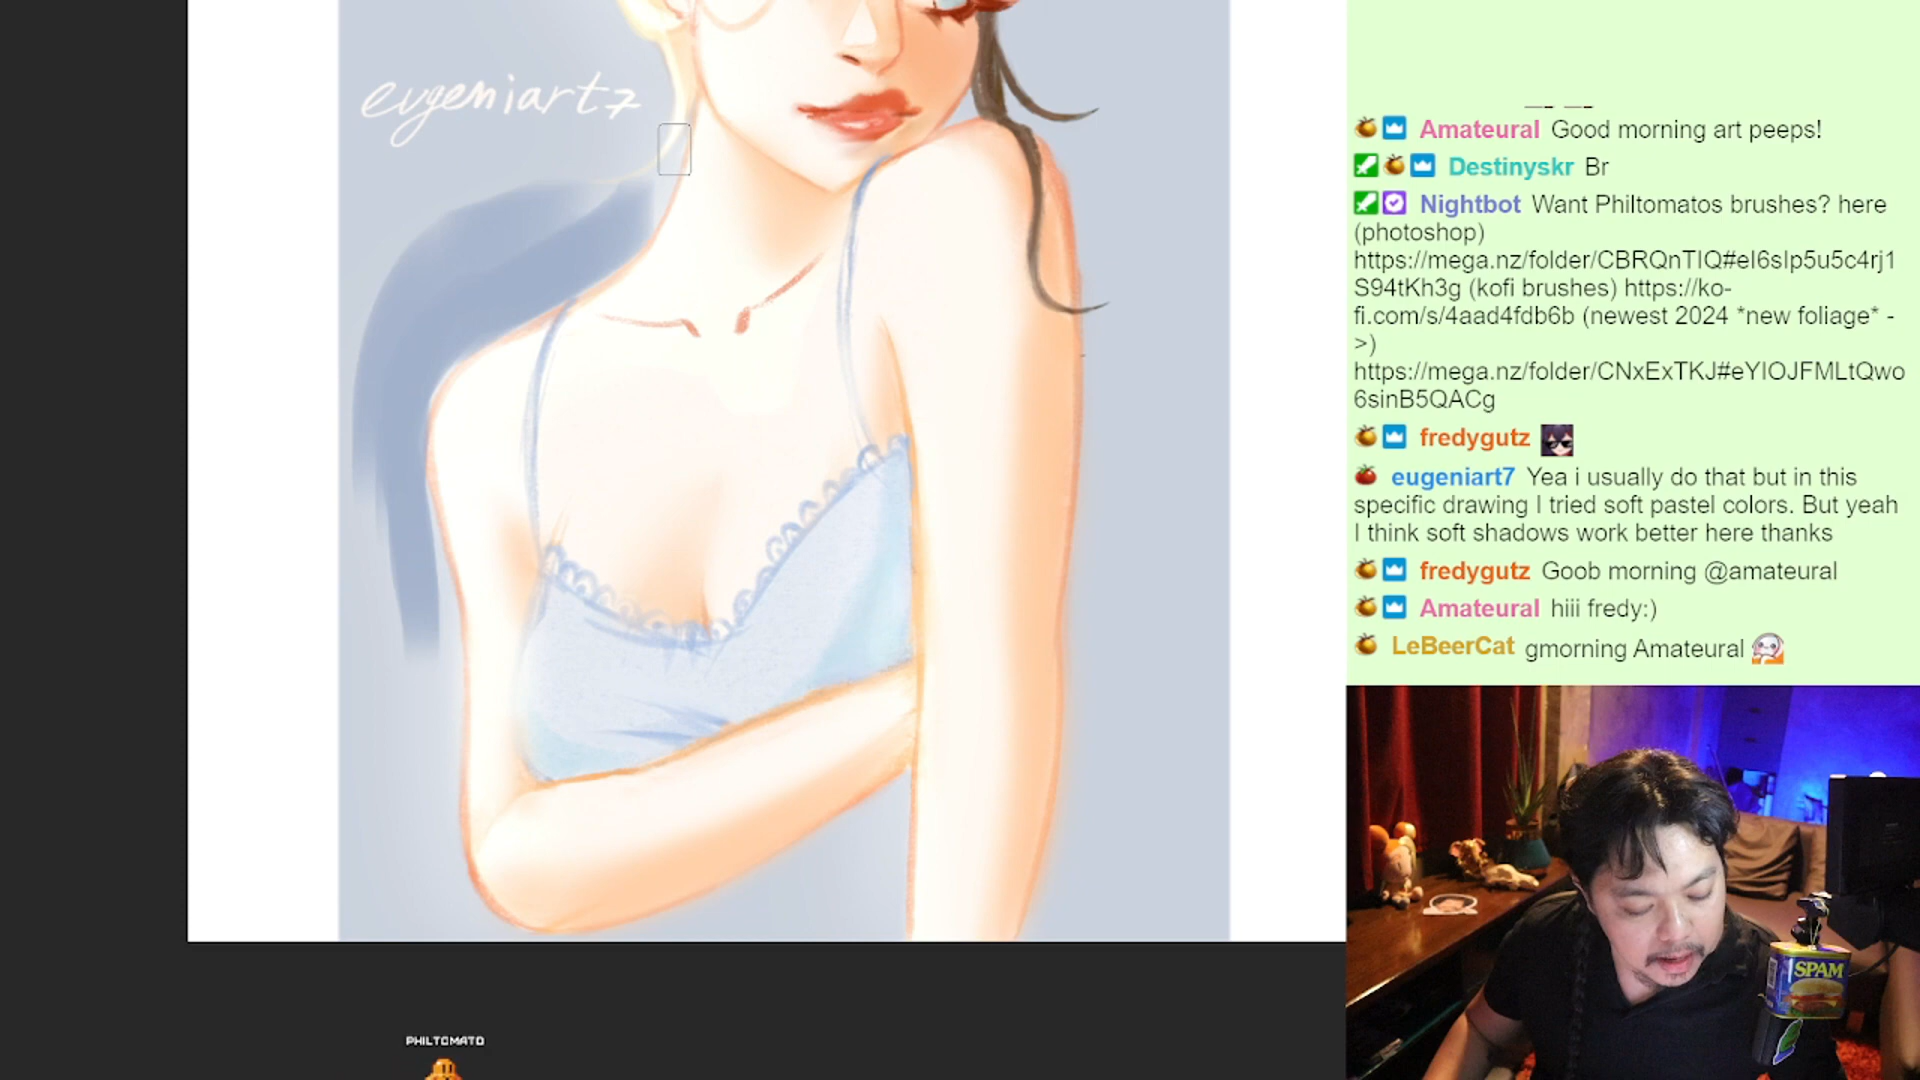 eugeniart7
Amateural Good morning art peeps!
Destinyskr Br
Nightbot Want Philtomatos brushes? here
(photoshop)
https://mega.nz/folder/CBRQnTIQ#eI6sIp5u5c4rj1
S94tKh3g (kofi brushes) https://ko-
fi.com/s/4aad4fdb6b (newest 2024 *new foliage* -
>)
https://mega.nz/folder/CNxExTKJ#eYIOJFMLtQwo
6sinB5QACg
fredygutz
eugeniart7 Yea i usually do that but in this
specific drawing I tried soft pastel colors. But yeah
I think soft shadows work better here thanks
fredygutz Goob morning @amateural
Amateural hiii fredy:)
LeBeerCat gmorning Amateural
SPAM
PHILTOMATO